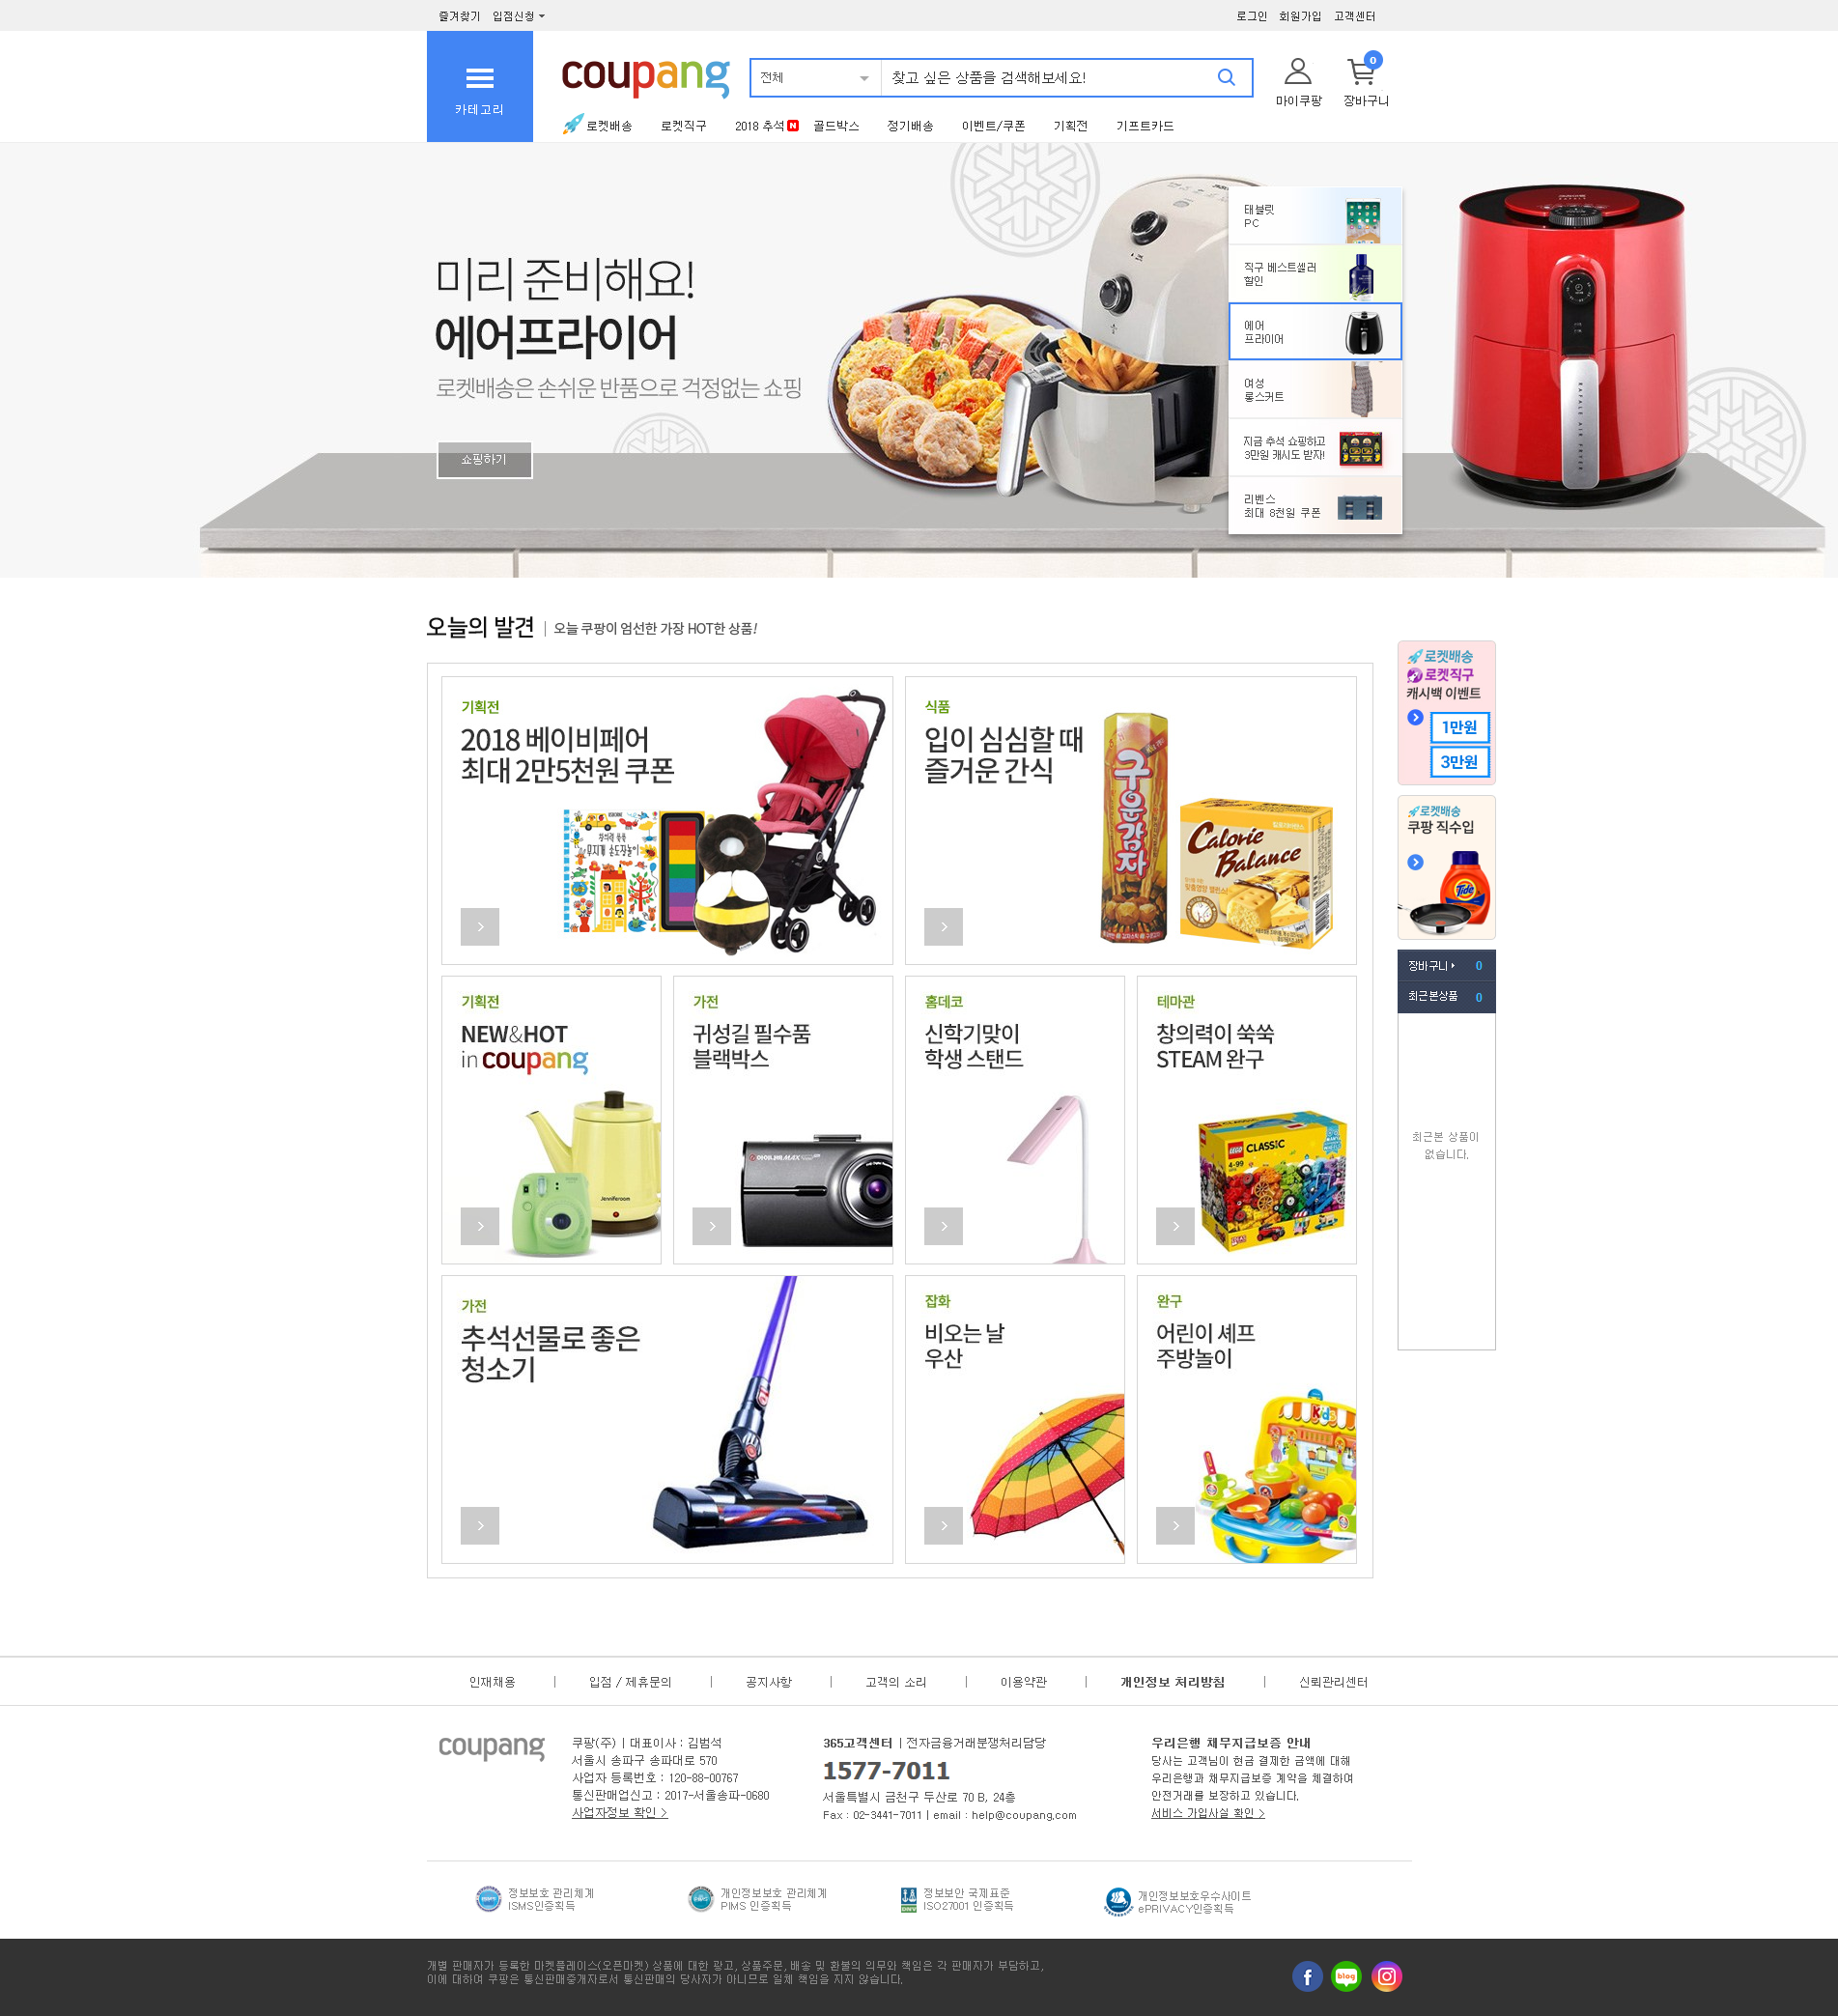 즐겨찾기 입점신청
로그인 회원가입 고객센터
카테고리
coupang
전체
찾고 싶은 상품을 검색해보세요!
마이쿠팡
0
장바구니
로켓배송 로켓직구 2018 추석 N 골드박스 정기배송 이벤트/쿠폰 기획전 기프트카드
미리 준비해요!
에어프라이어
로켓배송은 손쉬운 반품으로 걱정없는 쇼핑
쇼핑하기
태블릿
PC
직구 베스트셀러
할인
에어
프라이어
여성
롱스커트
지금 추석 쇼핑하고
3만원 캐시도 받자!
리벤스
최대 8천원 쿠폰
오늘의 발견 | 오늘 쿠팡이 엄선한 가장 HOT한 상품!
기획전
2018 베이비페어
최대 2만5천원 쿠폰
식품
입이 심심할 때
즐거운 간식
구운감자
Calorie
Balance
기획전
NEW&HOT
in coupang
Jenniferoom
가전
귀성길 필수품
블랙박스
홈데코
신학기맞이
학생 스탠드
테마관
창의력이 쑥쑥
STEAM 완구
LEGO CLASSIC
4-99
가전
추석선물로 좋은
청소기
잡화
비오는 날
우산
완구
어린이 셰프
주방놀이
Kids
로켓배송
로켓직구
캐시백 이벤트
1만원
3만원
로켓배송
쿠팡 직수입
Tide
장바구니 0
최근본상품 0
최근본 상품이
없습니다.
인재채용 | 입점 / 제휴문의 | 공지사항 | 고객의 소리 | 이용약관 | 개인정보 처리방침 | 신뢰관리센터
coupang
쿠팡(주) | 대표이사 : 김범석
서울시 송파구 송파대로 570
사업자 등록번호 : 120-88-00767
통신판매업신고 : 2017-서울송파-0680
사업자정보 확인 >
365고객센터 | 전자금융거래분쟁처리담당
1577-7011
서울특별시 금천구 두산로 70 B, 24층
Fax : 02-3441-7011 | email : help@coupang.com
우리은행 채무지급보증 안내
당사는 고객님이 현금 결제한 금액에 대해
우리은행과 채무지급보증 계약을 체결하여
안전거래를 보장하고 있습니다.
서비스 가입사실 확인 >
정보보호 관리체계
ISMS인증획득
개인정보보호 관리체계
PIMS 인증획득
DNV
정보보안 국제표준
ISO27001 인증획득
개인정보보호우수사이트
ePRIVACY인증획득
개별 판매자가 등록한 마켓플레이스(오픈마켓) 상품에 대한 광고, 상품주문, 배송 및 환불의 의무와 책임은 각 판매자가 부담하고,
이에 대하여 쿠팡은 통신판매중개자로서 통신판매의 당사자가 아니므로 일체 책임을 지지 않습니다.
f
blog